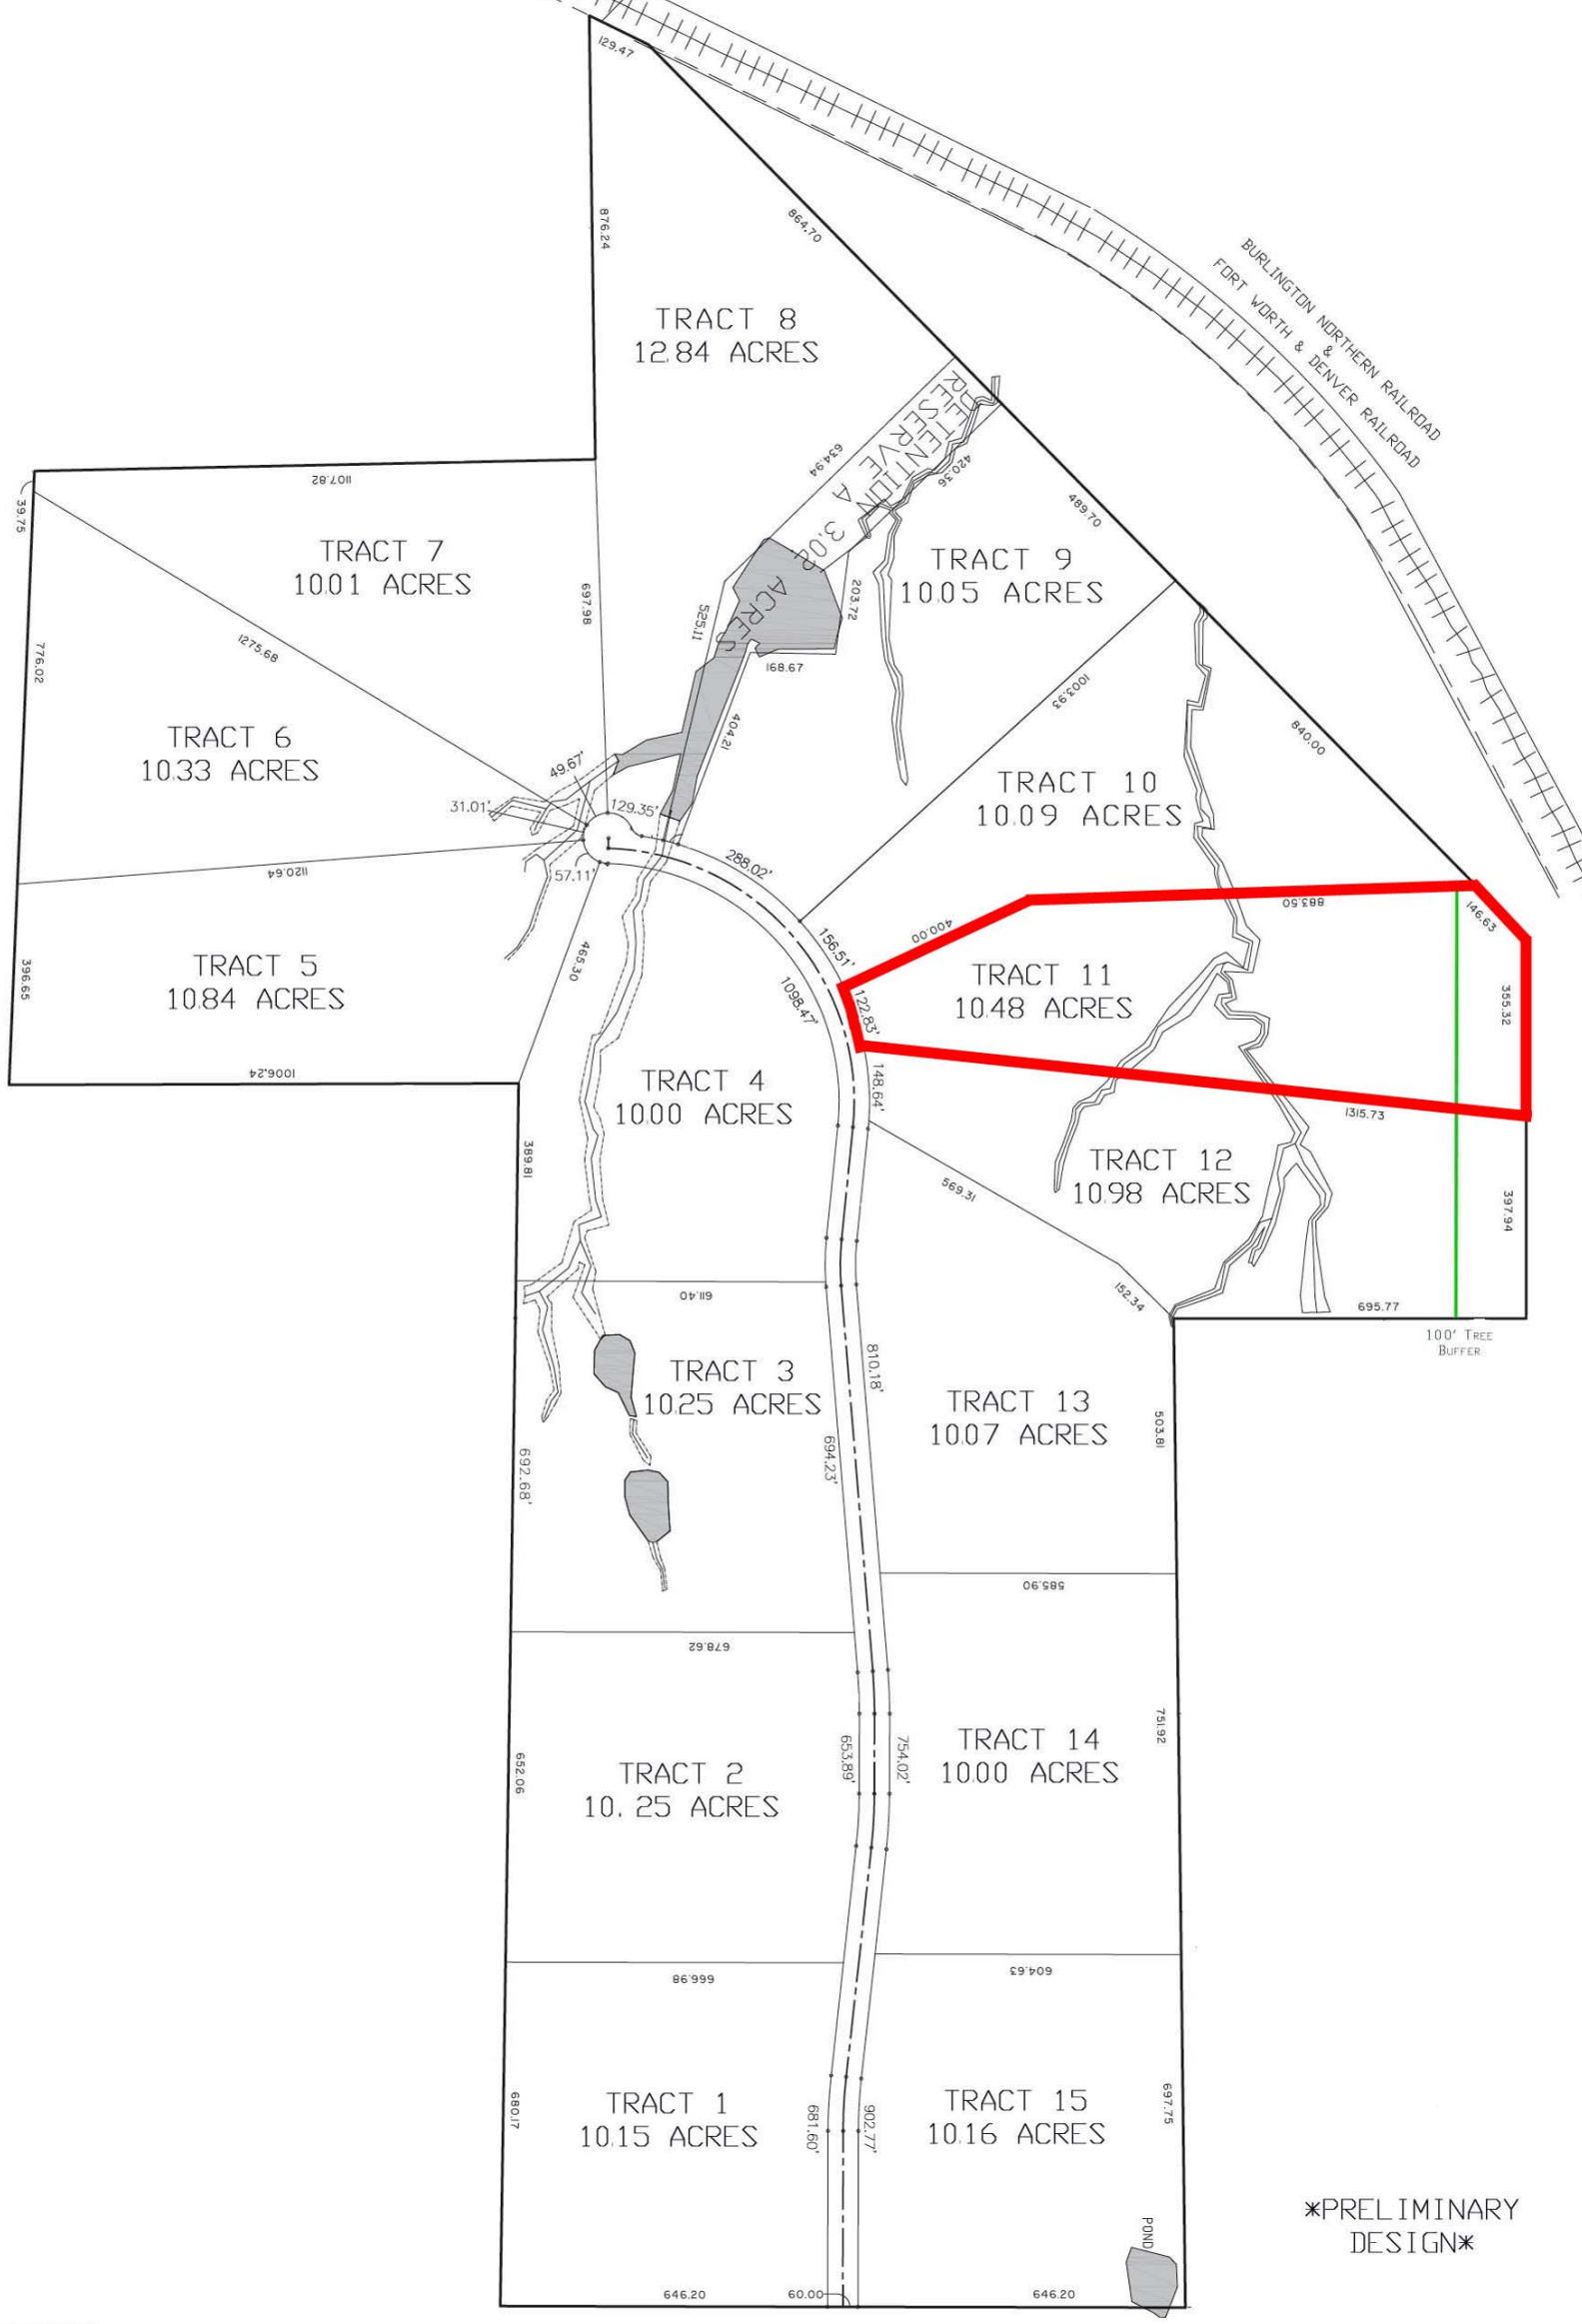 129.47
876.24
864.70
BURLINGTON NORTHERN RAILROAD
&
FORT WORTH & DENVER RAILROAD
TRACT 8
12.84 ACRES
DETENTION
RESERVE A
3.02 ACRES
634.94
420.36
489.70
1107.82
39.75
TRACT 7
10.01 ACRES
697.98
525.11
203.72
168.67
404.21
TRACT 9
10.05 ACRES
1003.93
776.02
1275.68
TRACT 6
10.33 ACRES
49.67'
31.01'
129.35'
57.11'
288.02'
TRACT 10
10.09 ACRES
840.00
1120.64
TRACT 5
10.84 ACRES
396.65
1006.24
465.30
156.51'
1098.47'
400.00
883.50
146.63
TRACT 11
10.48 ACRES
122.83'
355.32
148.64'
1315.73
TRACT 4
10.00 ACRES
389.81
TRACT 12
10.98 ACRES
569.31
152.34
397.94
695.77
100' TREE
BUFFER
611.40
TRACT 3
10.25 ACRES
810.18'
692.68'
694.23'
TRACT 13
10.07 ACRES
503.81
585.90
678.62
TRACT 2
10. 25 ACRES
652.06
653.89'
754.02'
TRACT 14
10.00 ACRES
751.92
666.98
604.63
TRACT 1
10.15 ACRES
680.17
681.60'
902.77'
TRACT 15
10.16 ACRES
697.75
POND
646.20
60.00
646.20
*PRELIMINARY
DESIGN*